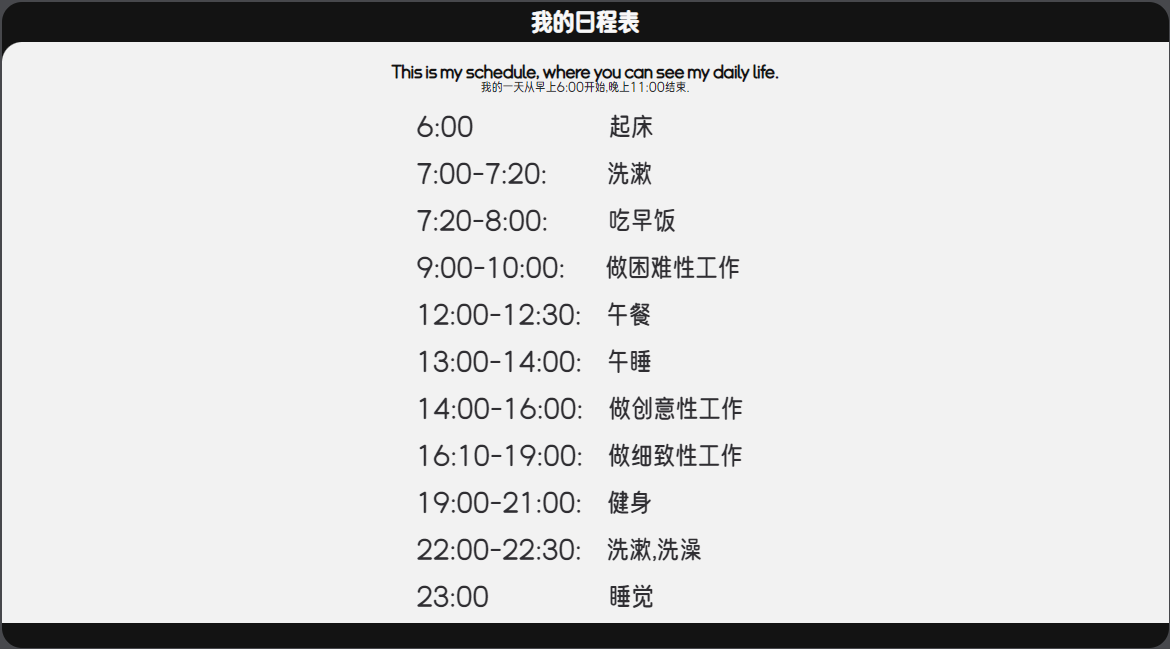 我的日程表
This is my schedule, where you can see my daily life.
我的一天从早上6:00开始,晚上11:00结束.
6:00 起床
7:00-7:20: 洗漱
7:20-8:00: 吃早饭
9:00-10:00: 做困难性工作
12:00-12:30: 午餐
13:00-14:00: 午睡
14:00-16:00: 做创意性工作
16:10-19:00: 做细致性工作
19:00-21:00: 健身
22:00-22:30: 洗漱,洗澡
23:00 睡觉